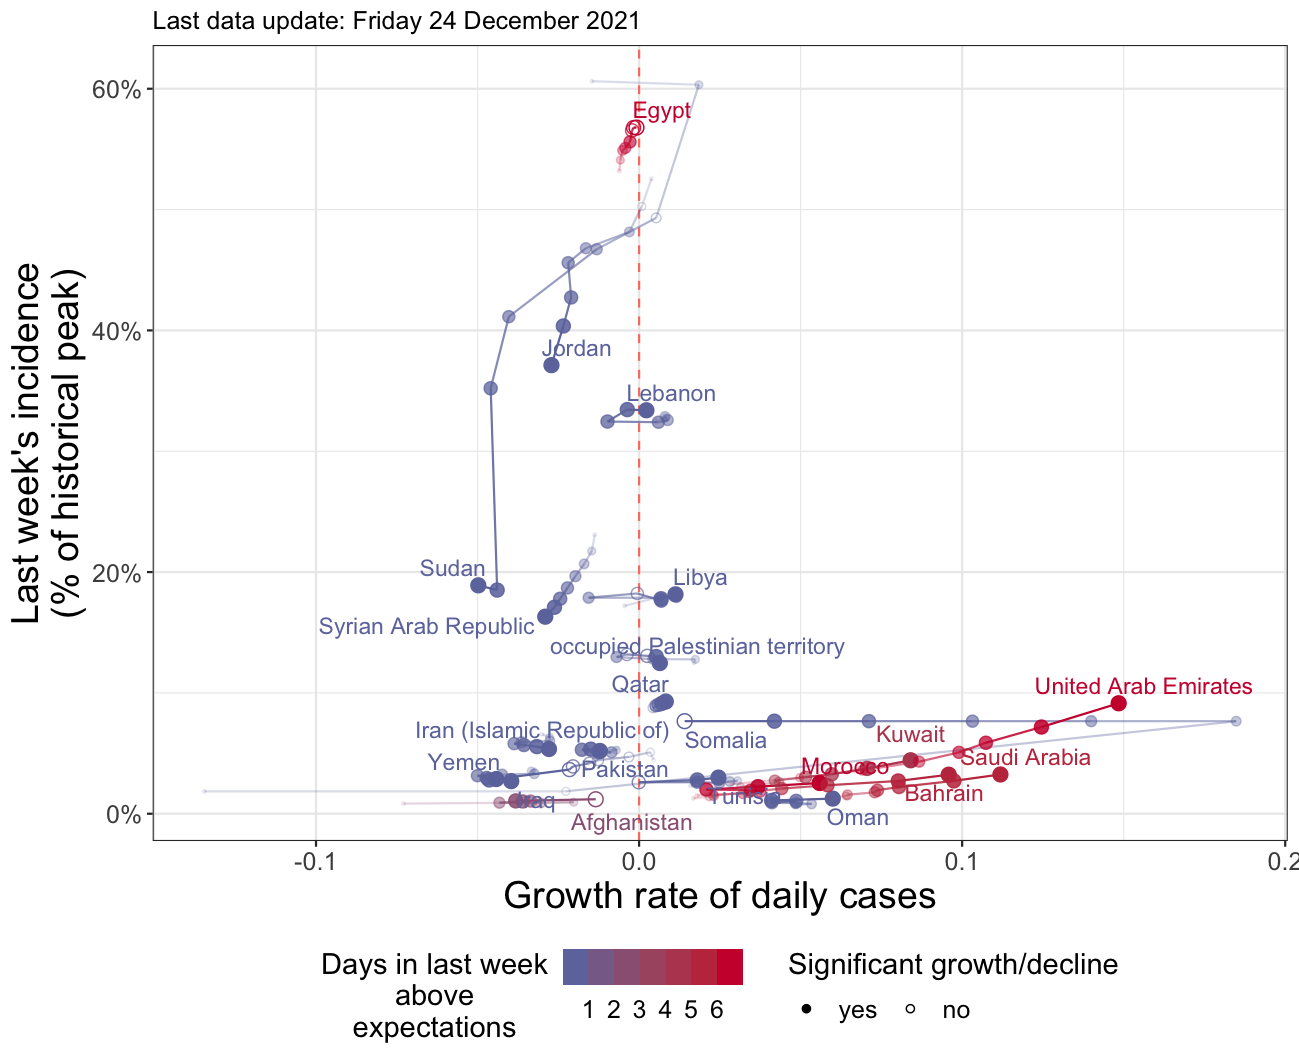 Last data update: Friday 24 December 2021
Last week's incidence
(% of historical peak)
60%
40%
20%
0%
Egypt
Jordan
Lebanon
Sudan
Libya
Syrian Arab Republic
occupied Palestinian territory
Qatar
United Arab Emirates
Iran (Islamic Republic of)
Somalia
Kuwait
Yemen
Pakistan
Morocco
Saudi Arabia
Iraq
Tunis
Bahrain
Afghanistan
Oman
-0.1
0.0
0.1
0.2
Growth rate of daily cases
Days in last week
above
expectations
1 2 3 4 5 6
Significant growth/decline
yes
no